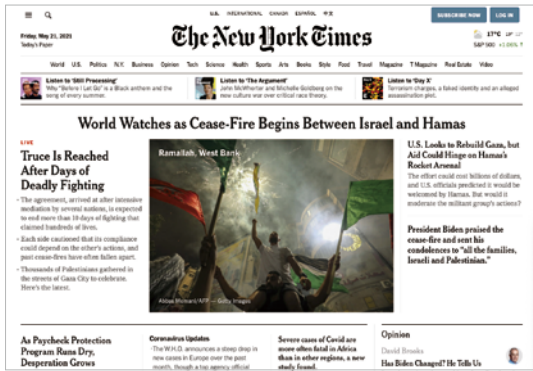 U.S. INTERNATIONAL CANADA ESPAÑOL 中文
SUBSCRIBE NOW LOG IN
Friday, May 21, 2021
Today's Paper
The New York Times
17°C
S&P 500 +1.06%
World U.S. Politics N.Y. Business Opinion Tech Science Health Sports Arts Books Style Food Travel Magazine T Magazine Real Estate Video
Listen to 'Still Processing'
Why "Before I Let Go" is a Black anthem and the
song of every summer.
Listen to 'The Argument'
John McWhorter and Michelle Goldberg on the
new culture war over critical race theory.
Listen to 'Day X'
Terrorism charges, a faked identity and an alleged
assassination plot.
World Watches as Cease-Fire Begins Between Israel and Hamas
LIVE
Truce Is Reached
After Days of
Deadly Fighting
The agreement, arrived at after intensive
mediation by several nations, is expected
to end more than 10 days of fighting that
claimed hundreds of lives.
Each side cautioned that its compliance
could depend on the other's actions, and
past cease-fires have often fallen apart.
Thousands of Palestinians gathered in
the streets of Gaza City to celebrate.
Here's the latest.
Ramallah, West Bank
Abbas Momani/AFP — Getty Images
U.S. Looks to Rebuild Gaza, but
Aid Could Hinge on Hamas's
Rocket Arsenal
The effort could cost billions of dollars,
and U.S. officials predicted it would be
welcomed by Hamas. But would it
moderate the militant group's actions?
President Biden praised the
cease-fire and sent his
condolences to "all the families,
Israeli and Palestinian."
As Paycheck Protection
Program Runs Dry,
Desperation Grows
Coronavirus Updates
The W.H.O. announces a steep drop in
new cases in Europe over the past
month, though a top agency official
Severe cases of Covid are
more often fatal in Africa
than in other regions, a new
study found.
Opinion
David Brooks
Has Biden Changed? He Tells Us